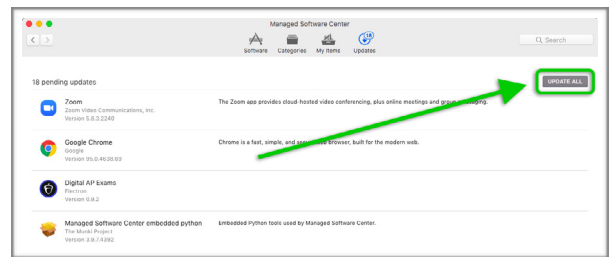 Managed Software Center
Software Categories My Items Updates
18
Search
18 pending updates
UPDATE ALL
Zoom
Zoom Video Communications, Inc.
Version 5.8.3.2240
The Zoom app provides cloud-hosted video conferencing, plus online meetings and group messaging.
Google Chrome
Google
Version 95.0.4638.69
Chrome is a fast, simple, and secure web browser, built for the modern web.
Digital AP Exams
Electron
Version 0.9.2
Managed Software Center embedded python
The Munki Project
Version 3.9.7.4392
Embedded Python tools used by Managed Software Center.